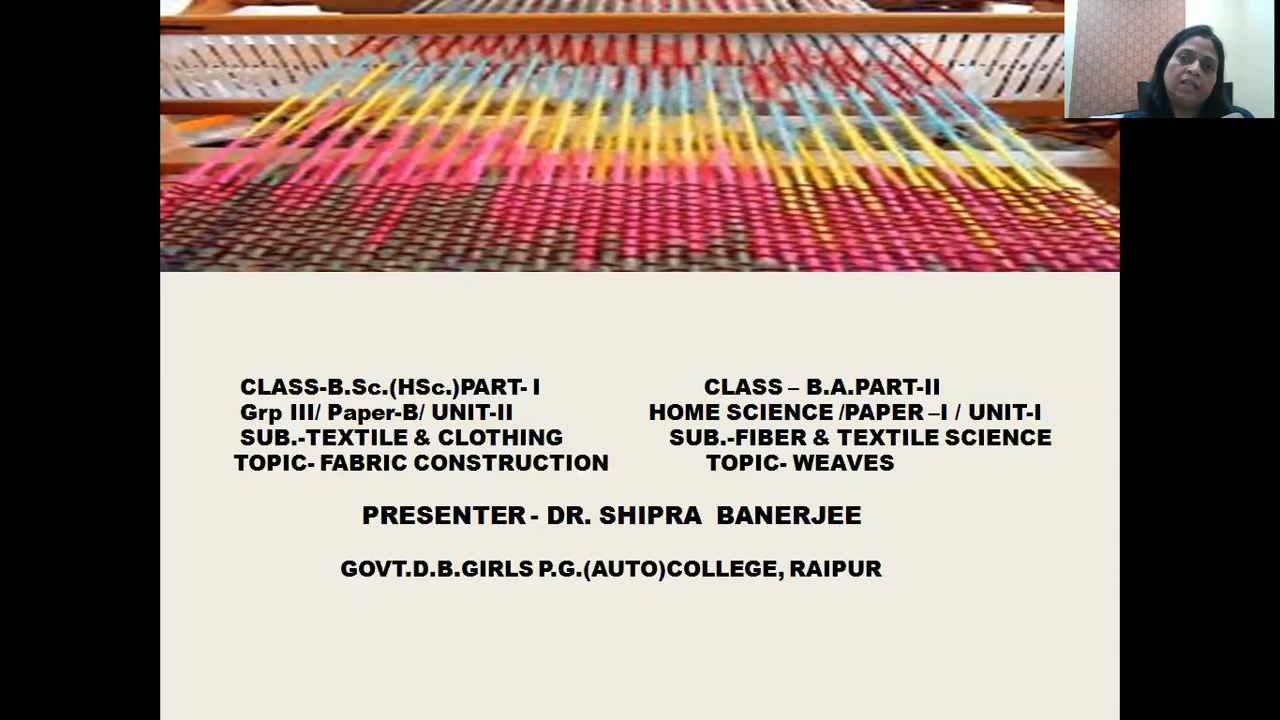 CLASS-B.Sc.(HSc.)PART- I
Grp III/ Paper-B/ UNIT-II
SUB.-TEXTILE & CLOTHING
TOPIC- FABRIC CONSTRUCTION
CLASS – B.A.PART-II
HOME SCIENCE /PAPER –I / UNIT-I
SUB.-FIBER & TEXTILE SCIENCE
TOPIC- WEAVES
PRESENTER - DR. SHIPRA BANERJEE
GOVT.D.B.GIRLS P.G.(AUTO)COLLEGE, RAIPUR